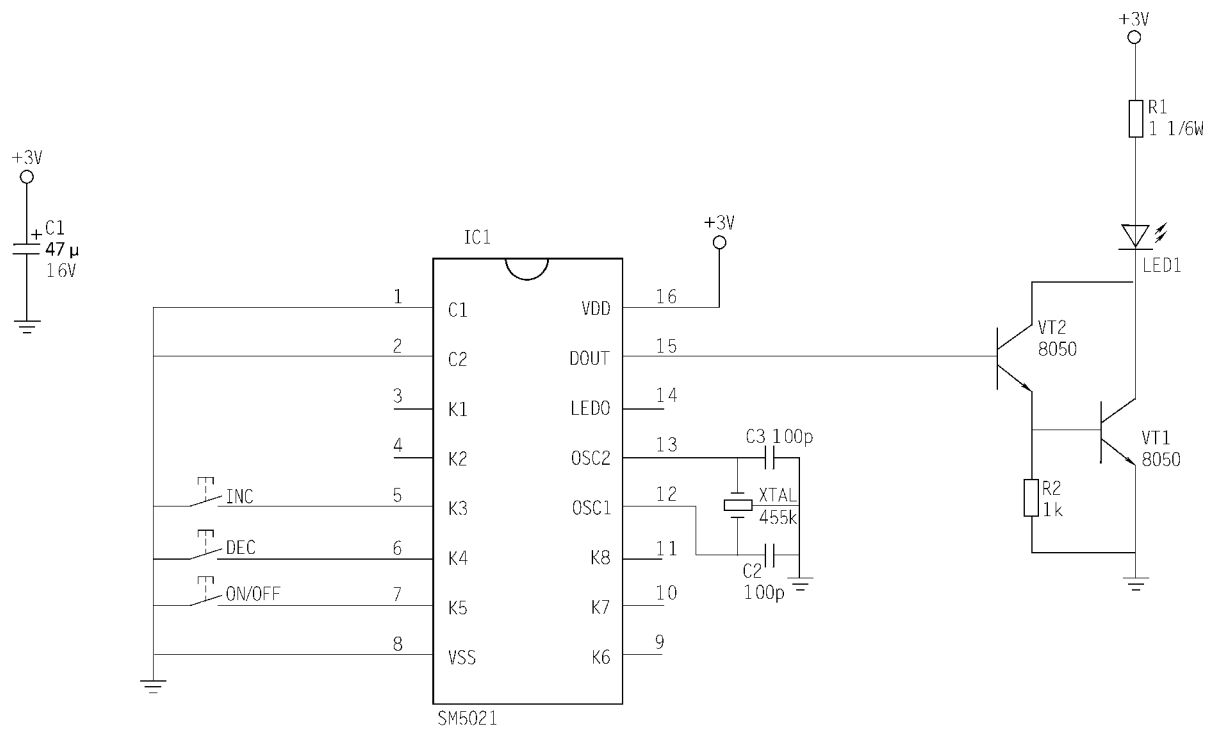 +3V
R1
1 1/6W
+3V
+ C1
47 μ
16V
+3V
IC1
LED1
1 C1 VDD 16
VT2
8050
2 C2 DOUT 15
3 K1 LEDO 14
4 K2 OSC2 13
C3 100p
VT1
8050
INC 5 K3 OSC1 12
XTAL
455k
R2
1k
DEC 6 K4 K8 11
C2
100p
ON/OFF 7 K5 K7 10
8 VSS K6 9
SM5021